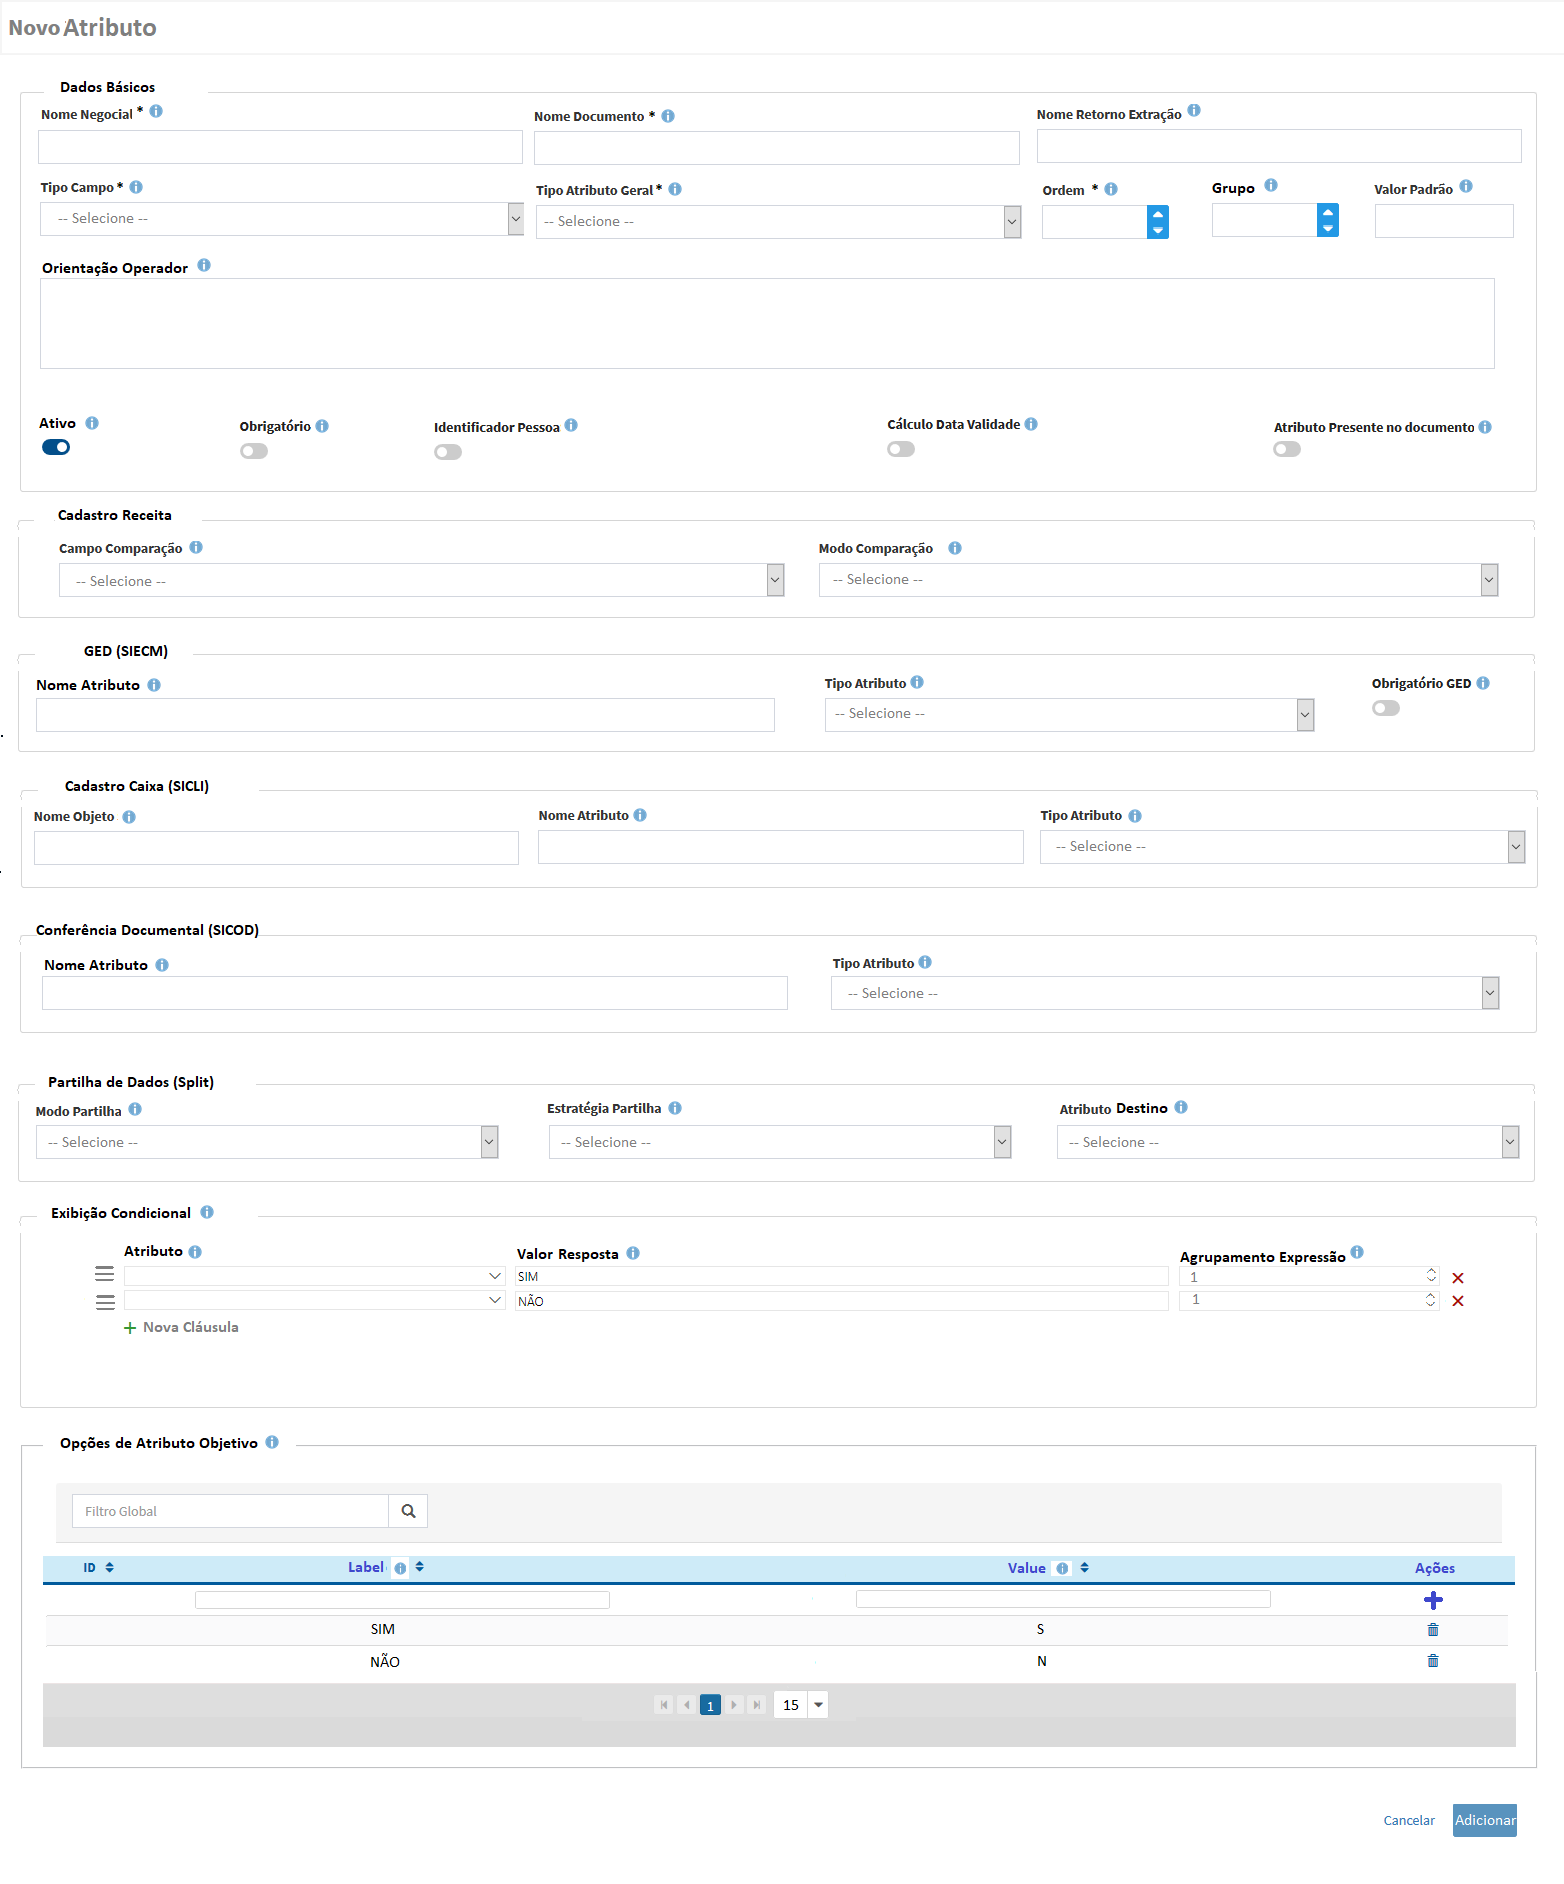 Novo Atributo
Dados Básicos
Nome Negocial *
Nome Documento *
Nome Retorno Extração
Tipo Campo *
Tipo Atributo Geral *
Ordem *
Grupo
Valor Padrão
-- Selecione --
-- Selecione --
Orientação Operador
Ativo
Obrigatório
Identificador Pessoa
Cálculo Data Validade
Atributo Presente no documento
Cadastro Receita
Campo Comparação
Modo Comparação
-- Selecione --
-- Selecione --
GED (SIECM)
Nome Atributo
Tipo Atributo
Obrigatório GED
-- Selecione --
Cadastro Caixa (SICLI)
Nome Objeto
Nome Atributo
Tipo Atributo
-- Selecione --
Conferência Documental (SICOD)
Nome Atributo
Tipo Atributo
-- Selecione --
Partilha de Dados (Split)
Modo Partilha
Estratégia Partilha
Atributo Destino
-- Selecione --
-- Selecione --
-- Selecione --
Exibição Condicional
Atributo
Valor Resposta
Agrupamento Expressão
SIM
1
NÃO
1
+ Nova Cláusula
Opções de Atributo Objetivo
Filtro Global
ID
Label
Value
Ações
SIM
S
NÃO
N
1
15
Cancelar
Adicionar